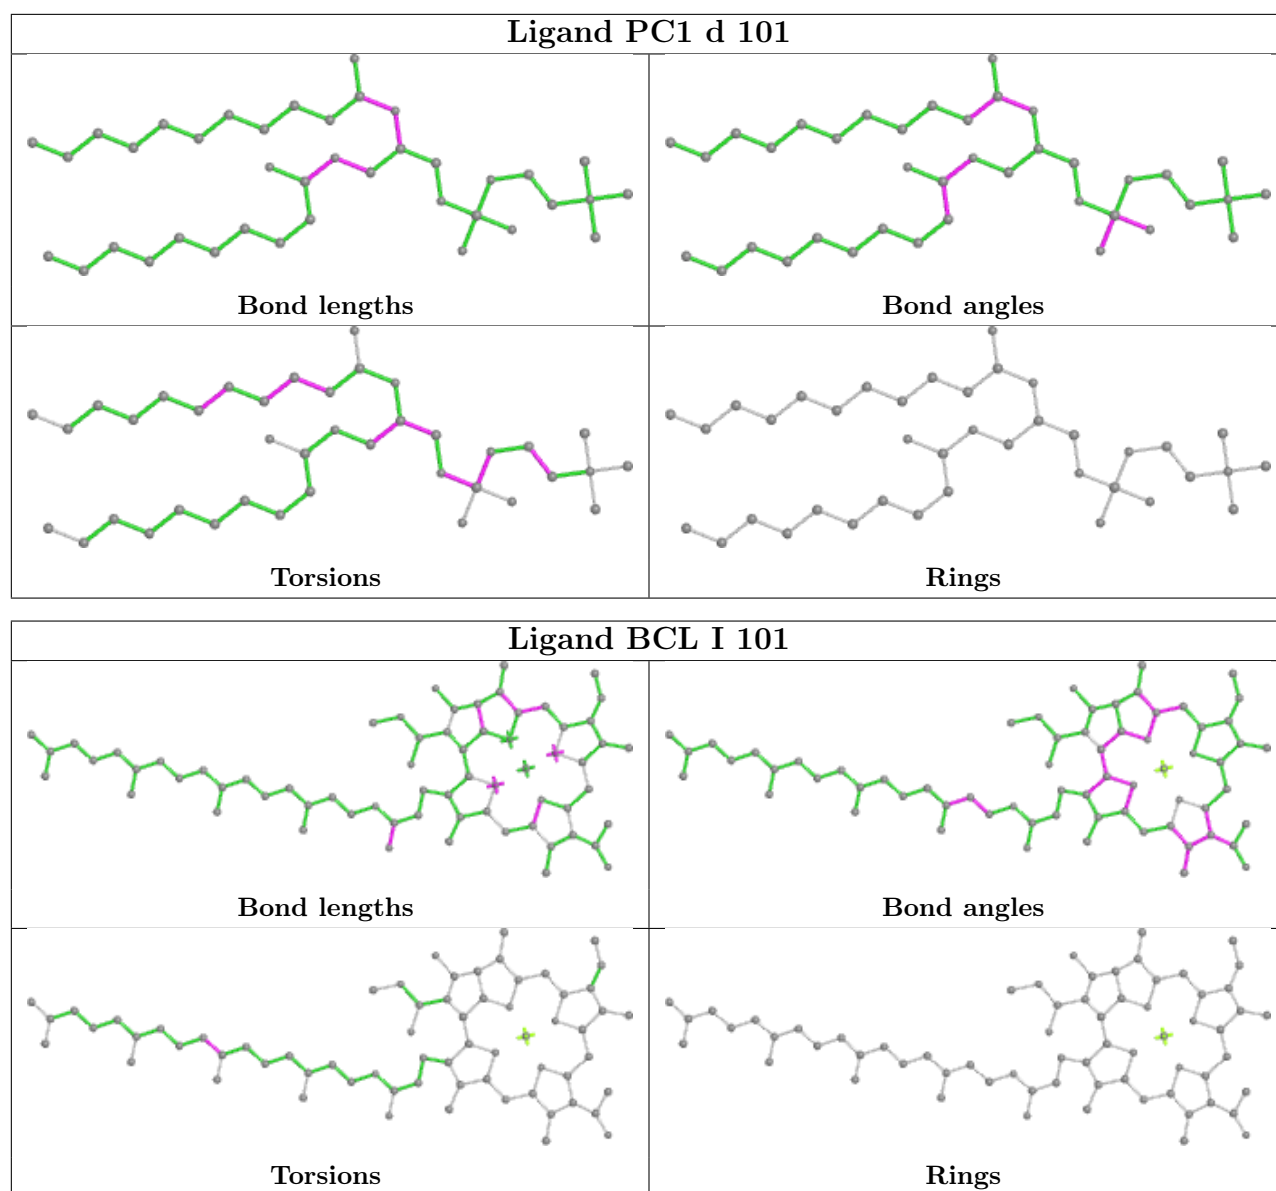 Ligand PC1 d 101
Bond lengths
Bond angles
Torsions
Rings
Ligand BCL I 101
Bond lengths
Bond angles
Torsions
Rings